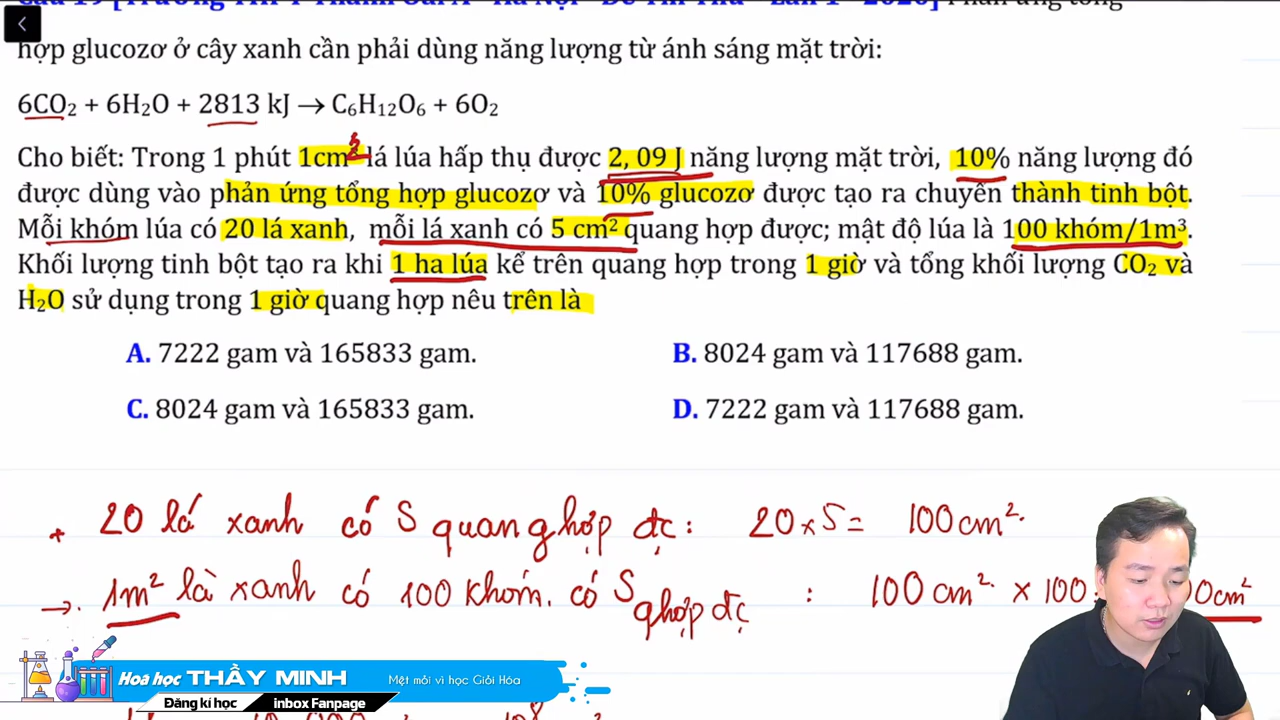 hợp glucozơ ở cây xanh cần phải dùng năng lượng từ ánh sáng mặt trời:
6CO₂ + 6H₂O + 2813 kJ → C₆H₁₂O₆ + 6O₂
Cho biết: Trong 1 phút 1cm² lá lúa hấp thụ được 2, 09 J năng lượng mặt trời, 10% năng lượng đó
được dùng vào phản ứng tổng hợp glucozơ và 10% glucozơ được tạo ra chuyển thành tinh bột.
Mỗi khóm lúa có 20 lá xanh, mỗi lá xanh có 5 cm² quang hợp được; mật độ lúa là 100 khóm/1m³.
Khối lượng tinh bột tạo ra khi 1 ha lúa kể trên quang hợp trong 1 giờ và tổng khối lượng CO₂ và
H₂O sử dụng trong 1 giờ quang hợp nêu trên là
A. 7222 gam và 165833 gam.
B. 8024 gam và 117688 gam.
C. 8024 gam và 165833 gam.
D. 7222 gam và 117688 gam.
+ 20 lá xanh có S quang hợp đc: 20 x 5 = 100 cm².
→. 1m² là xanh có 100 khóm. có S qhợp đc : 100 cm² × 100 00cm²
Hoá học THẦY MINH
Mệt mỏi vì học Giỏi Hóa
Đăng kí học inbox Fanpage